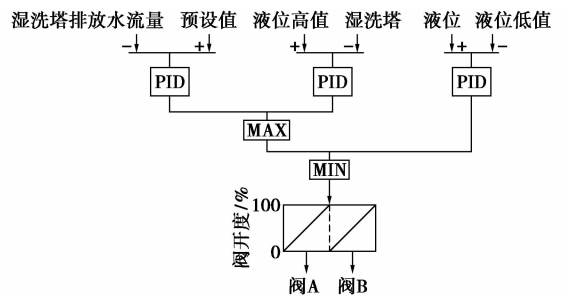 湿洗塔排放水流量 预设值 液位高值 湿洗塔 液位 液位低值
− + + − + −
PID PID PID
MAX
MIN
阀开度/%
100
0
阀A 阀B